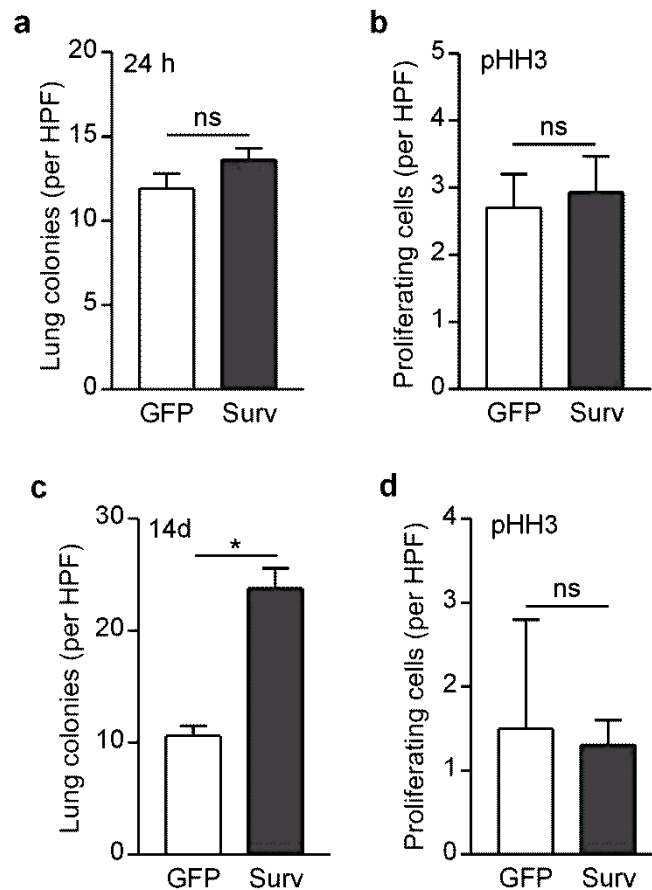 a
Lung colonies (per HPF)
20
15
10
5
0
24 h
ns
GFP Surv
b
Proliferating cells (per HPF)
5
4
3
2
1
0
pHH3
ns
GFP Surv
c
Lung colonies (per HPF)
30
20
10
0
14d
*
GFP Surv
d
Proliferating cells (per HPF)
4
3
2
1
0
pHH3
ns
GFP Surv